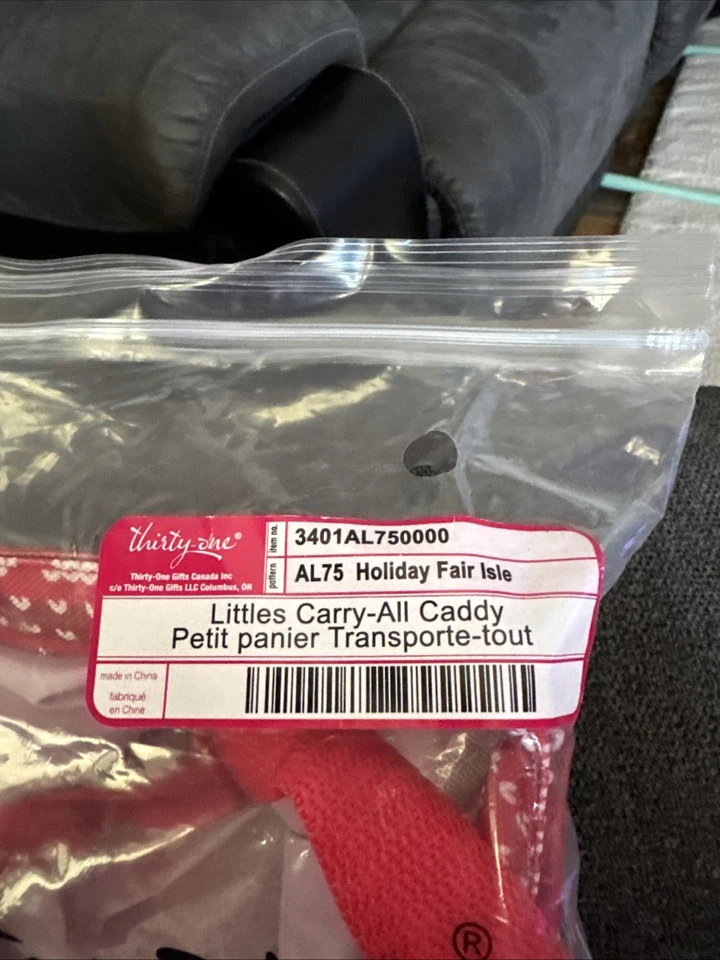 thirty-one®
Thirty-One Gifts Canada Inc
c/o Thirty-One Gifts LLC Columbus, OH
item no.
3401AL750000
pattern
AL75 Holiday Fair Isle
Littles Carry-All Caddy
Petit panier Transporte-tout
made in China
fabriqué
en Chine
®